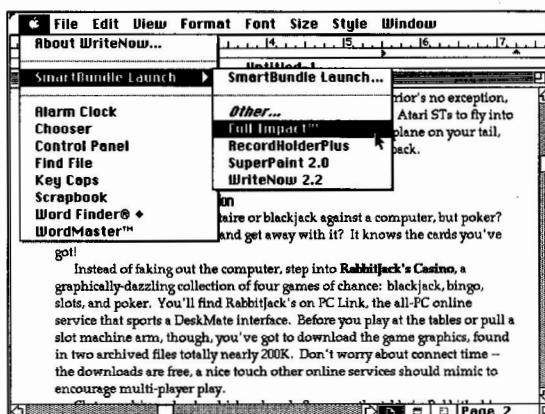 File Edit View Format Font Size Style Window
About WriteNow...
4 5 6 7
SmartBundle Launch
SmartBundle Launch...
Alarm Clock
Chooser
Control Panel
Find File
Key Caps
Scrapbook
Word Finder® ♦
WordMaster™
Other...
Full Impact™
RecordHolderPlus
SuperPaint 2.0
WriteNow 2.2
rior's no exception,
Atari STs to fly into
plane on your tail,
back.
ion
taire or blackjack against a computer, but poker?
and get away with it? It knows the cards you've
got!
Instead of faking out the computer, step into Rabbitjack's Casino, a
graphically-dazzling collection of four games of chance: blackjack, bingo,
slots, and poker. You'll find Rabbitjack's on PC Link, the all-PC online
service that sports a DeskMate interface. Before you play at the tables or pull a
slot machine arm, though, you've got to download the game graphics, found
in two archived files totally nearly 200K. Don't worry about connect time --
the downloads are free, a nice touch other online services should mimic to
encourage multi-player play.
Page 2